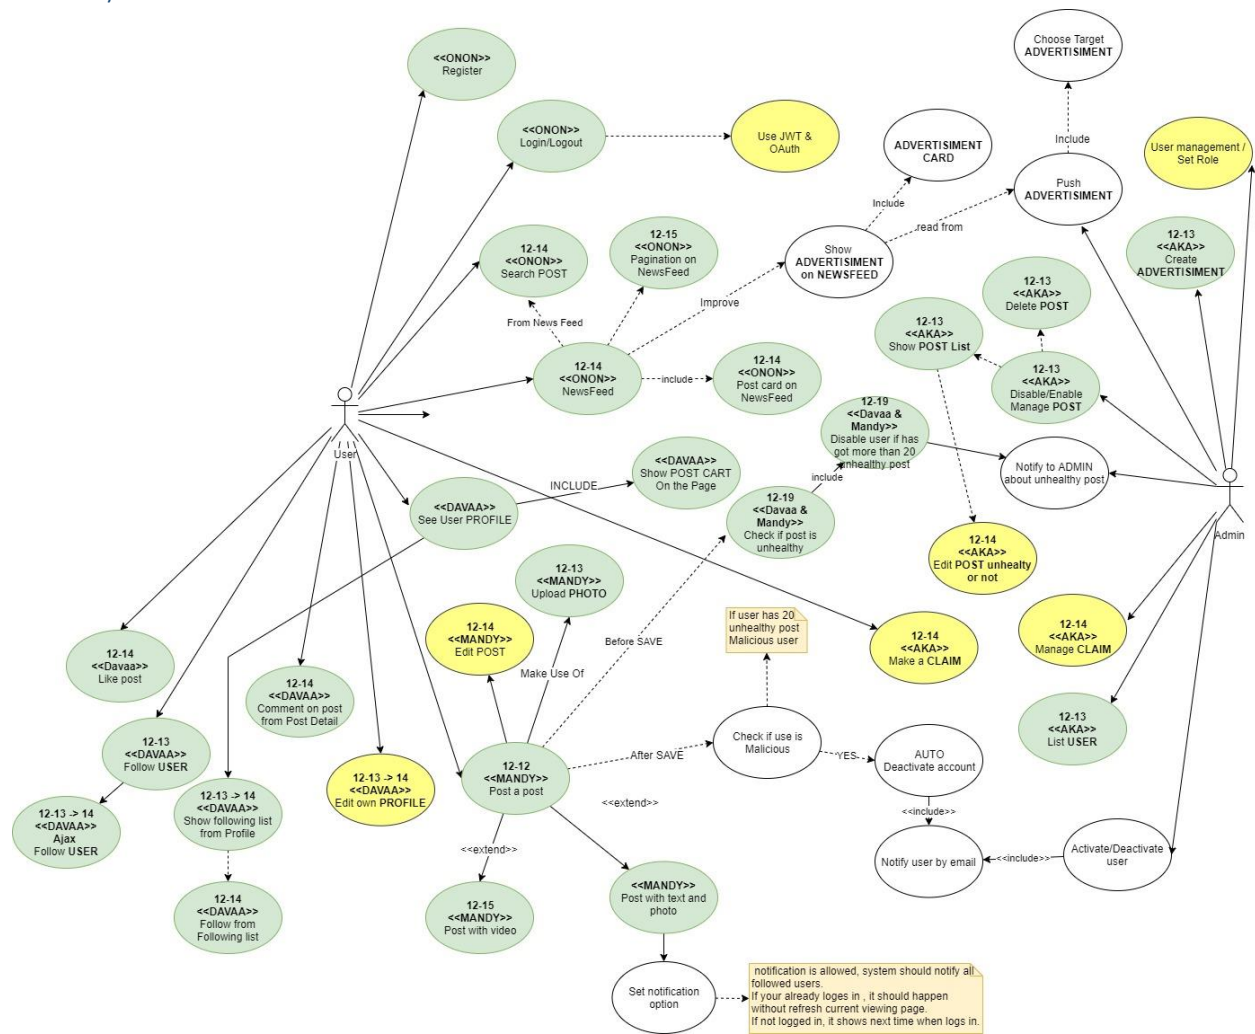 Choose Target
ADVERTISIMENT
<<ONON>>
Register
<<ONON>>
Login/Logout
Use JWT &
OAuth
ADVERTISIMENT
CARD
Include
User management /
Set Role
Push
ADVERTISIMENT
Include
read from
12-14
<<ONON>>
Search POST
12-15
<<ONON>>
Pagination on
NewsFeed
Show
ADVERTISIMENT
on NEWSFEED
12-13
<<AKA>>
Create
ADVERTISIMENT
12-13
<<AKA>>
Delete POST
Improve
From News Feed
12-13
<<AKA>>
Show POST List
12-14
<<ONON>>
NewsFeed
include
12-14
<<ONON>>
Post card on
NewsFeed
12-13
<<AKA>>
Disable/Enable
Manage POST
12-19
<<Davaa &
Mandy>>
Disable user if has
got more than 20
unhealthy post
User
<<DAVAA>>
Show POST CART
On the Page
include
Notify to ADMIN
about unhealthy post
INCLUDE
<<DAVAA>>
See User PROFILE
12-19
<<Davaa &
Mandy>>
Check if post is
unhealthy
Admin
12-14
<<AKA>>
Edit POST unhealty
or not
12-13
<<MANDY>>
Upload PHOTO
If user has 20
unhealthy post
Malicious user
12-14
<<MANDY>>
Edit POST
Before SAVE
12-14
<<AKA>>
Make a CLAIM
12-14
<<AKA>>
Manage CLAIM
12-14
<<Davaa>>
Like post
Make Use Of
12-14
<<DAVAA>>
Comment on post
from Post Detail
12-13
<<AKA>>
List USER
12-13
<<DAVAA>>
Follow USER
Check if use is
Malicious
After SAVE
YES
AUTO
Deactivate account
12-12
<<MANDY>>
Post a post
12-13 -> 14
<<DAVAA>>
Edit own PROFILE
12-13 -> 14
<<DAVAA>>
Show following list
from Profile
12-13 -> 14
<<DAVAA>>
Ajax
Follow USER
<<extend>>
<<include>>
<<extend>>
Notify user by email
<<include>>
Activate/Deactivate
user
<<MANDY>>
Post with text and
photo
12-14
<<DAVAA>>
Follow from
Following list
12-15
<<MANDY>>
Post with video
Set notification
option
notification is allowed, system should notify all
followed users.
If your already loges in , it should happen
without refresh current viewing page.
If not logged in, it shows next time when logs in.